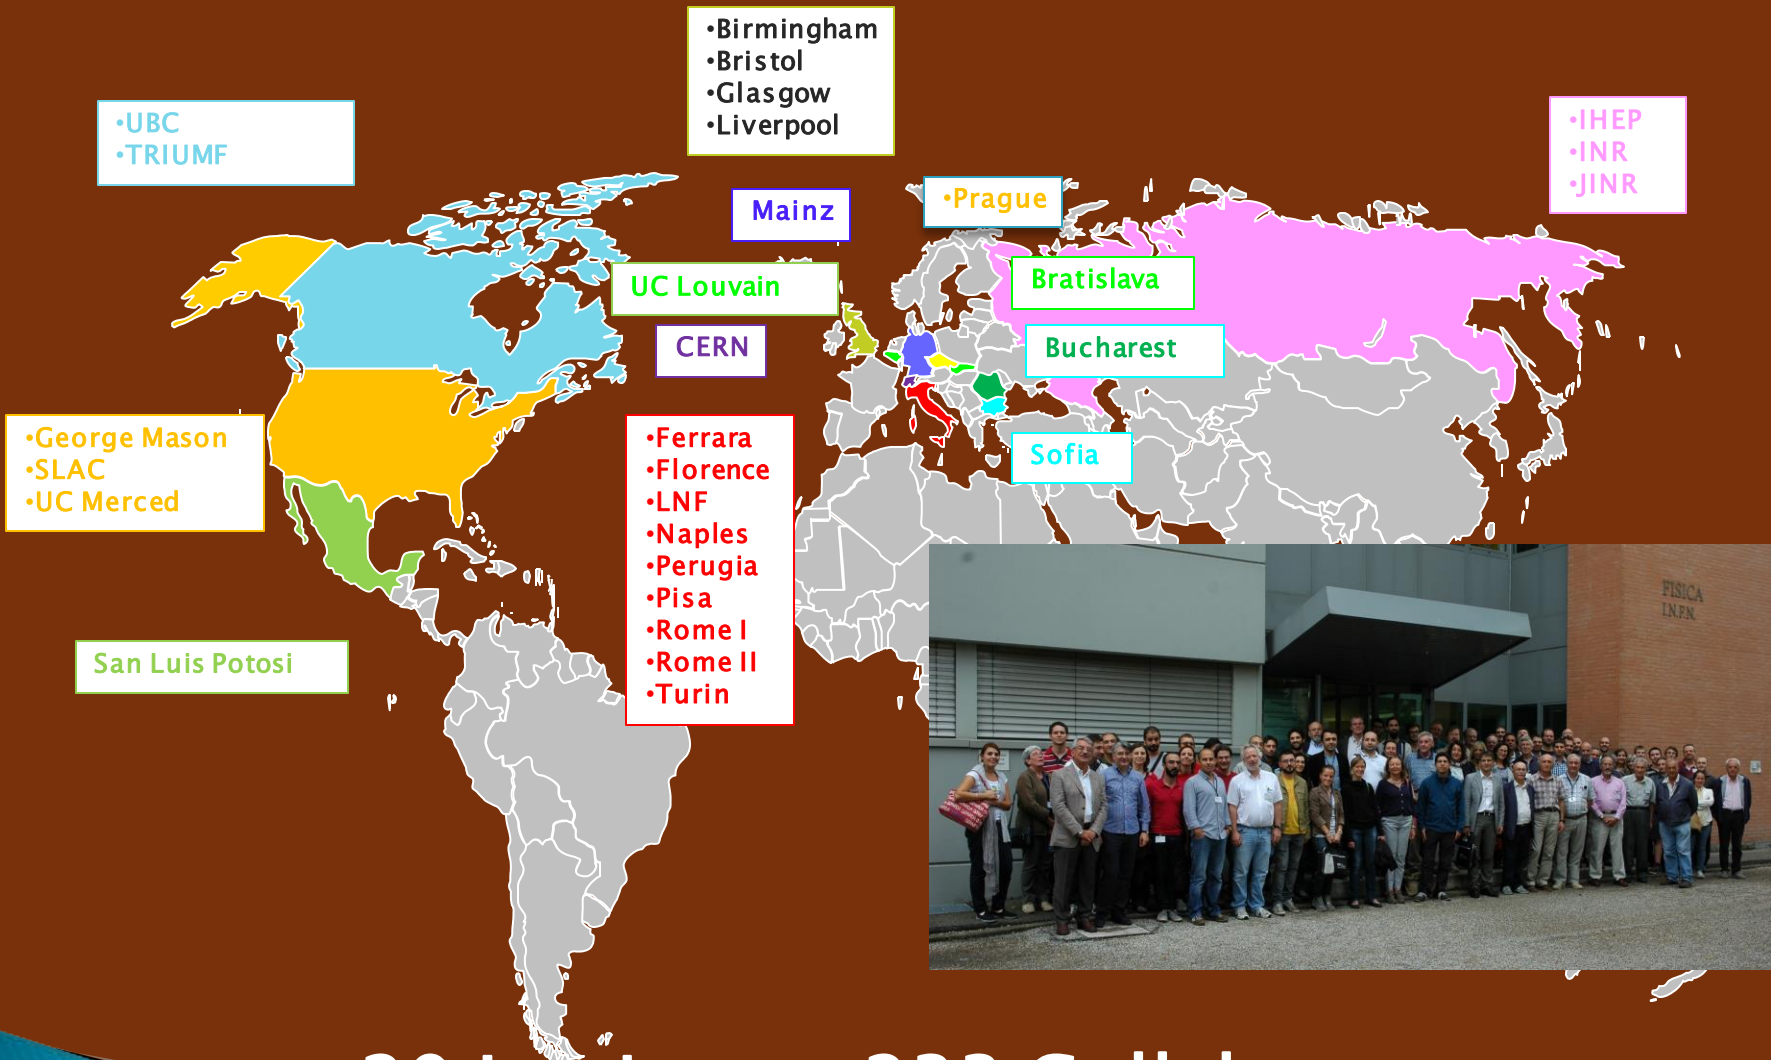 •Birmingham
•Bristol
•Glasgow
•Liverpool
•UBC
•TRIUMF
•IHEP
•INR
•JINR
Mainz
•Prague
UC Louvain
Bratislava
CERN
Bucharest
•George Mason
•SLAC
•UC Merced
•Ferrara
•Florence
•LNF
•Naples
•Perugia
•Pisa
•Rome I
•Rome II
•Turin
Sofia
San Luis Potosi
FISICA
I.N.F.N.